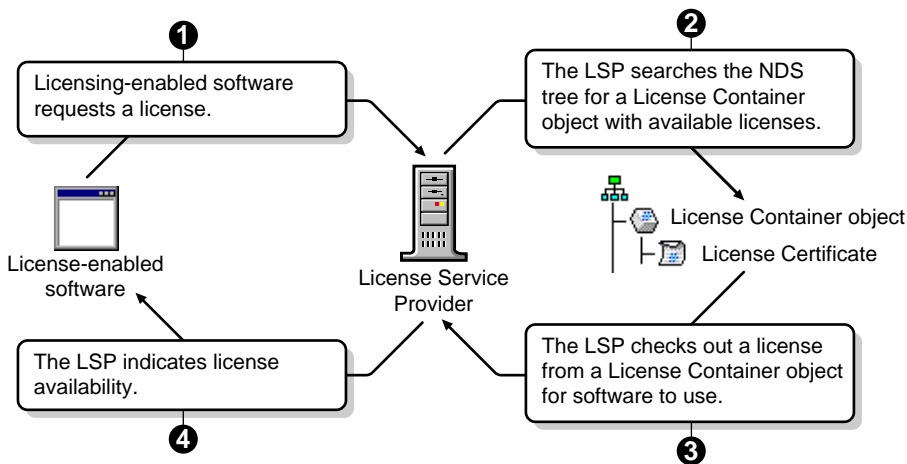 1
Licensing-enabled software
requests a license.
2
The LSP searches the NDS
tree for a License Container
object with available licenses.
License-enabled
software
License Service
Provider
License Container object
License Certificate
The LSP checks out a license
from a License Container object
for software to use.
3
The LSP indicates license
availability.
4